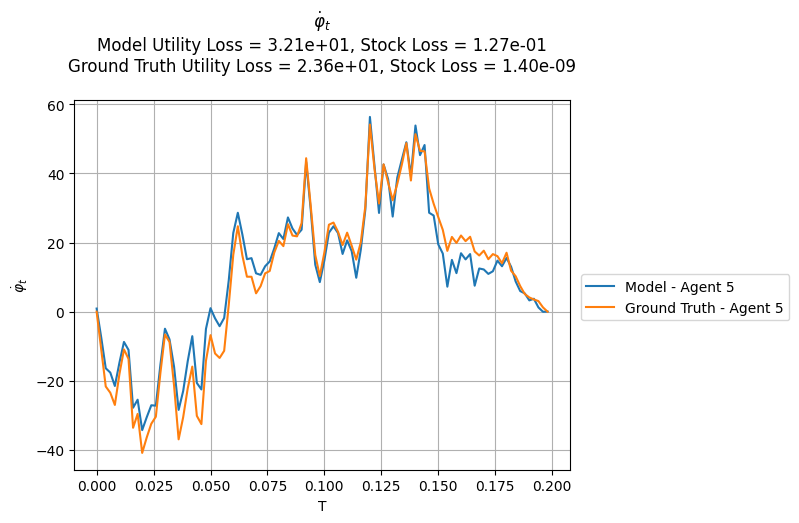 φ̇ₜ
Model Utility Loss = 3.21e+01, Stock Loss = 1.27e-01
Ground Truth Utility Loss = 2.36e+01, Stock Loss = 1.40e-09
60
40
20
0
−20
−40
φ̇ₜ
0.000 0.025 0.050 0.075 0.100 0.125 0.150 0.175 0.200
T
Model - Agent 5
Ground Truth - Agent 5